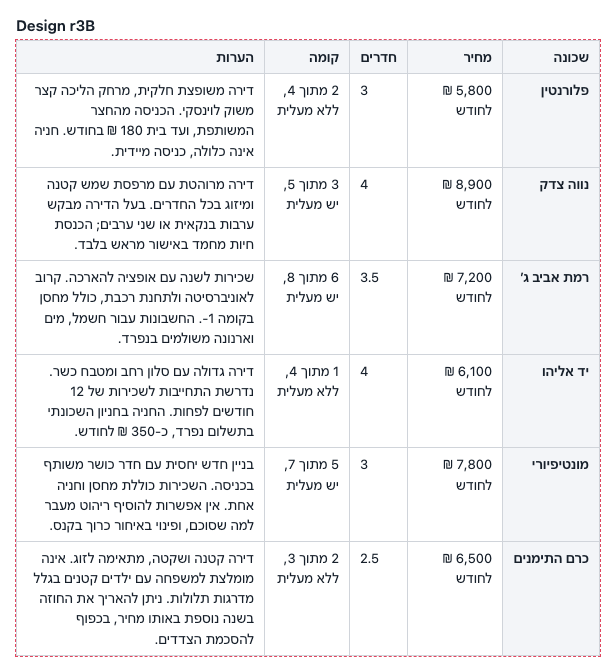 Design r3B
שכונה	מחיר	חדרים	קומה	הערות
פלורנטין	5,800 ₪	3	2 מתוך 4,	דירה משופצת חלקית, מרחק הליכה קצר
לחודש	ללא מעלית	משוק לוינסקי. הכניסה מהחצר
המשותפת, ועד בית 180 ₪ בחודש. חניה
אינה כלולה, כניסה מיידית.
נווה צדק	8,900 ₪	4	3 מתוך 5,	דירה מרוהטת עם מרפסת שמש קטנה
לחודש	יש מעלית	ומיזוג בכל החדרים. בעל הדירה מבקש
ערבות בנקאית או שני ערבים; הכנסת
חיות מחמד באישור מראש בלבד.
רמת אביב ג׳	7,200 ₪	3.5	6 מתוך 8,	שכירות לשנה עם אופציה להארכה. קרוב
לחודש	יש מעלית	לאוניברסיטה ולתחנת רכבת, כולל מחסן
בקומה 1-. החשבונות עבור חשמל, מים
וארנונה משולמים בנפרד.
יד אליהו	6,100 ₪	4	1 מתוך 4,	דירה גדולה עם סלון רחב ומטבח כשר.
לחודש	ללא מעלית	נדרשת התחייבות לשכירות של 12
חודשים לפחות. החניה בחניון השכונתי
בתשלום נפרד, כ-350 ₪ לחודש.
מונטיפיורי	7,800 ₪	3	5 מתוך 7,	בניין חדש יחסית עם חדר כושר משותף
לחודש	יש מעלית	בכניסה. השכירות כוללת מחסן וחניה
אחת. אין אפשרות להוסיף ריהוט מעבר
למה שסוכם, ופינוי באיחור כרוך בקנס.
כרם התימנים	6,500 ₪	2.5	2 מתוך 3,	דירה קטנה ושקטה, מתאימה לזוג. אינה
לחודש	ללא מעלית	מומלצת למשפחה עם ילדים קטנים בגלל
מדרגות תלולות. ניתן להאריך את החוזה
בשנה נוספת באותו מחיר, בכפוף
להסכמת הצדדים.